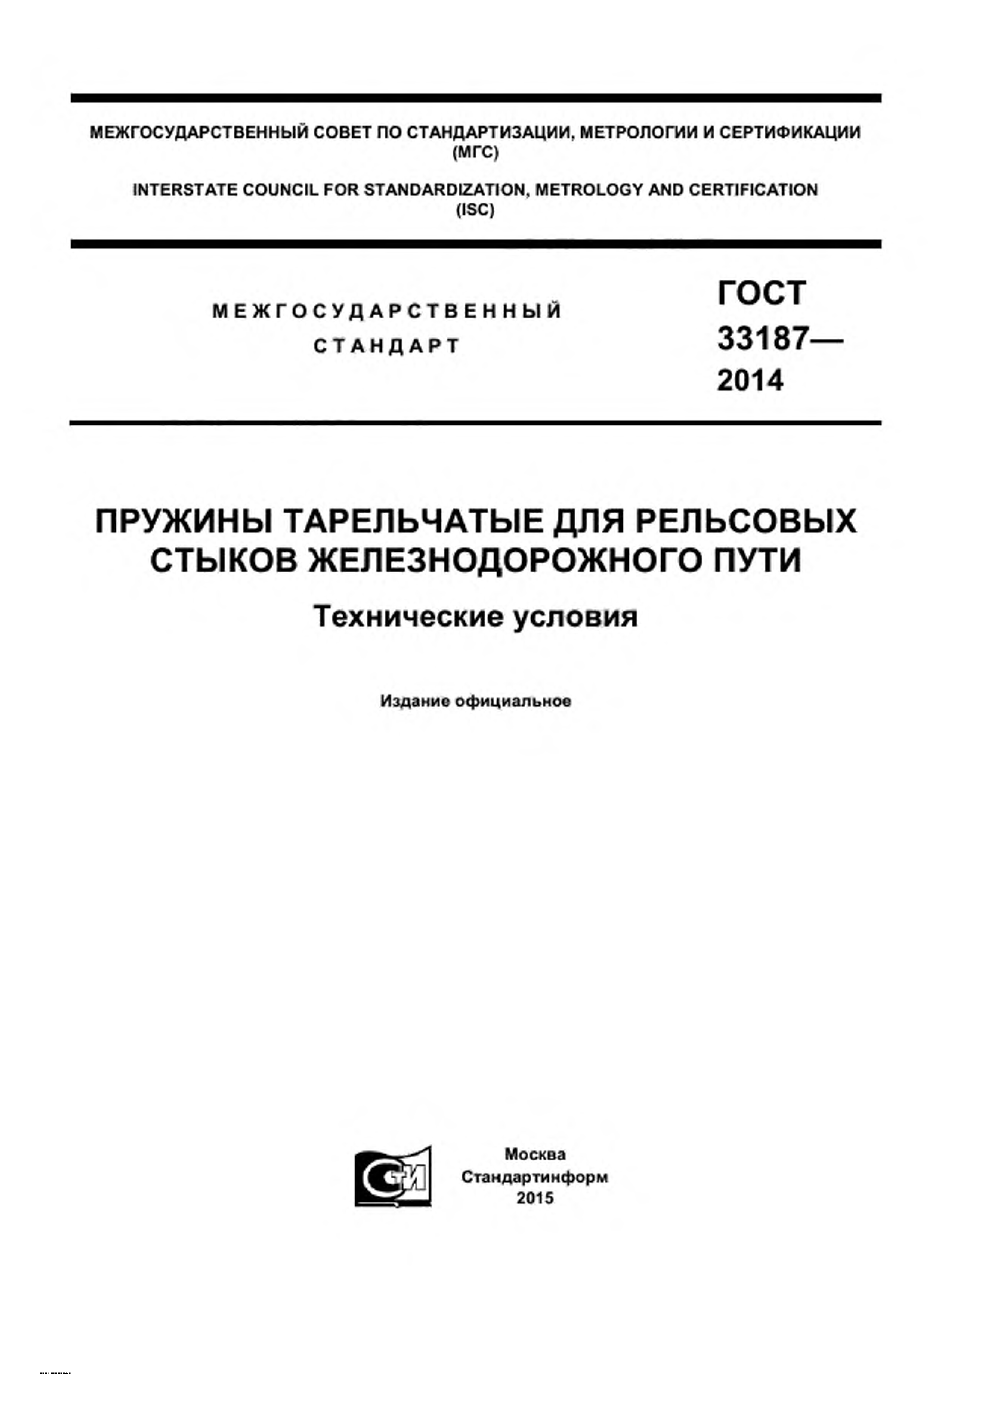 МЕЖГОСУДАРСТВЕННЫЙ СОВЕТ ПО СТАНДАРТИЗАЦИИ, МЕТРОЛОГИИ И СЕРТИФИКАЦИИ
(МГС)
INTERSTATE COUNCIL FOR STANDARDIZATION, METROLOGY AND CERTIFICATION
(ISC)
МЕЖГОСУДАРСТВЕННЫЙ
СТАНДАРТ
ГОСТ
33187—
2014
ПРУЖИНЫ ТАРЕЛЬЧАТЫЕ ДЛЯ РЕЛЬСОВЫХ
СТЫКОВ ЖЕЛЕЗНОДОРОЖНОГО ПУТИ
Технические условия
Издание официальное
Сти
Москва
Стандартинформ
2015